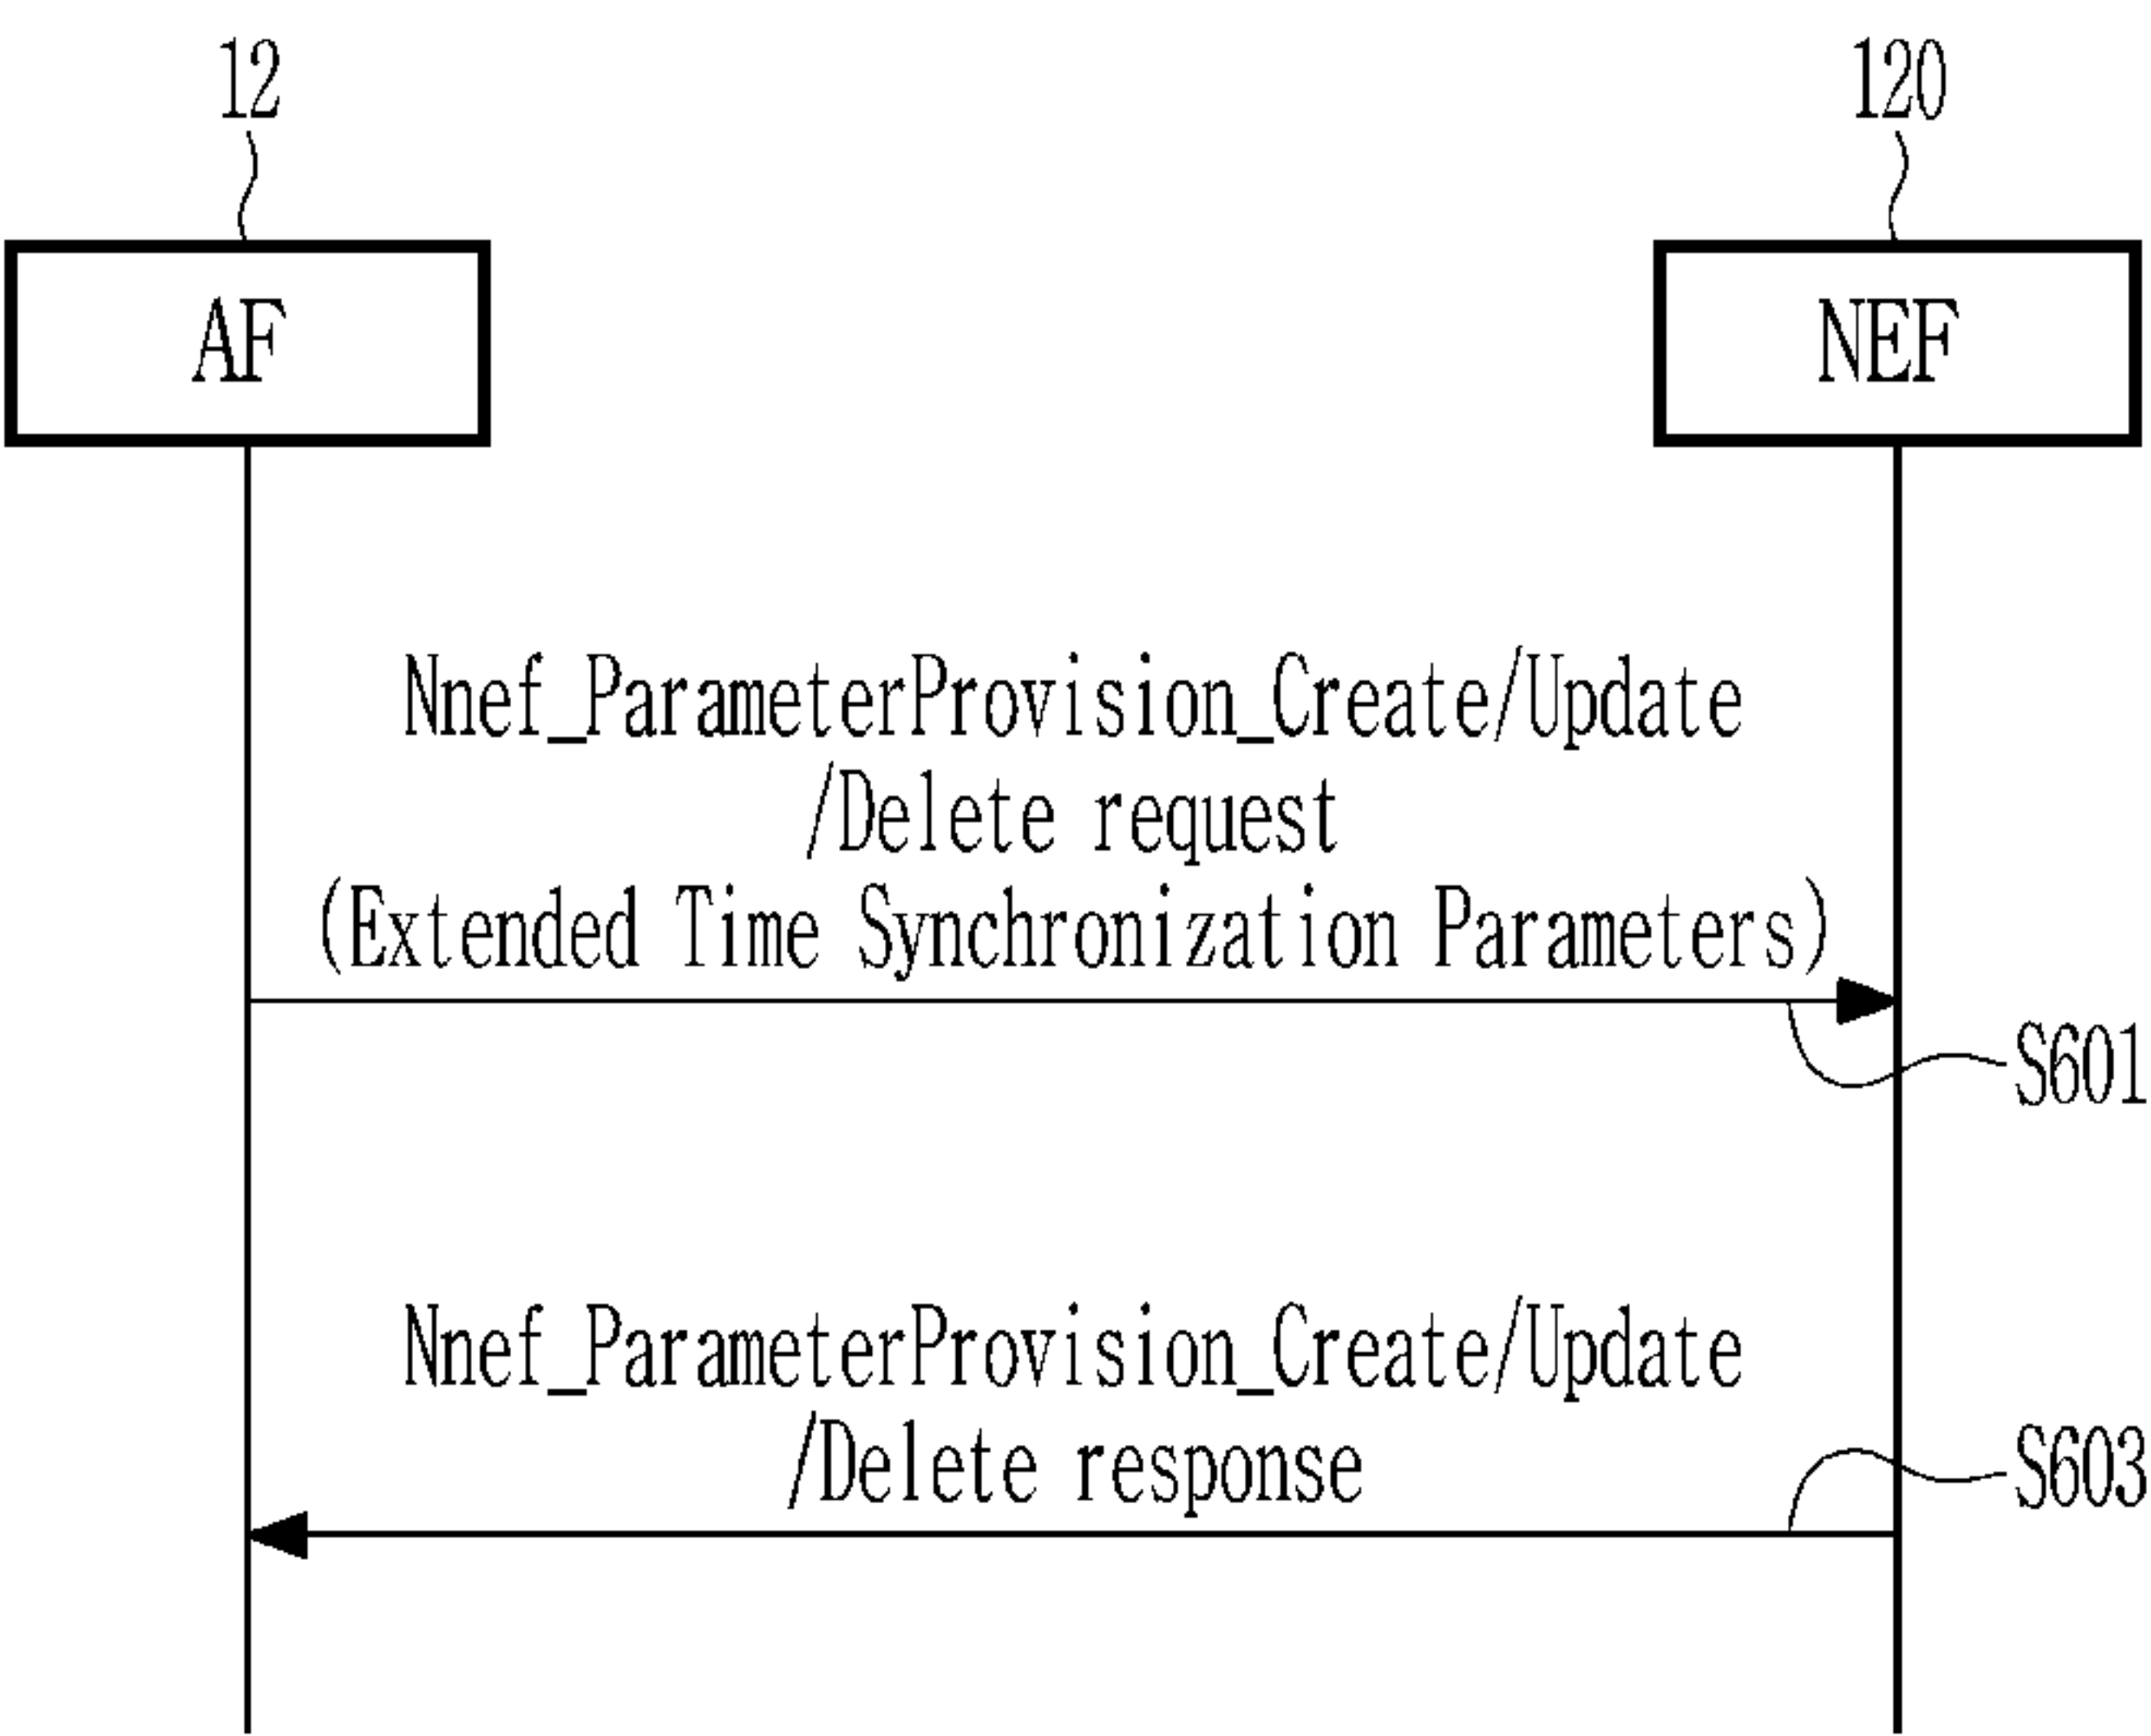 12
120
AF
NEF
Nnef_ParameterProvision_Create/Update
/Delete request
(Extended Time Synchronization Parameters)
S601
Nnef_ParameterProvision_Create/Update
/Delete response
S603